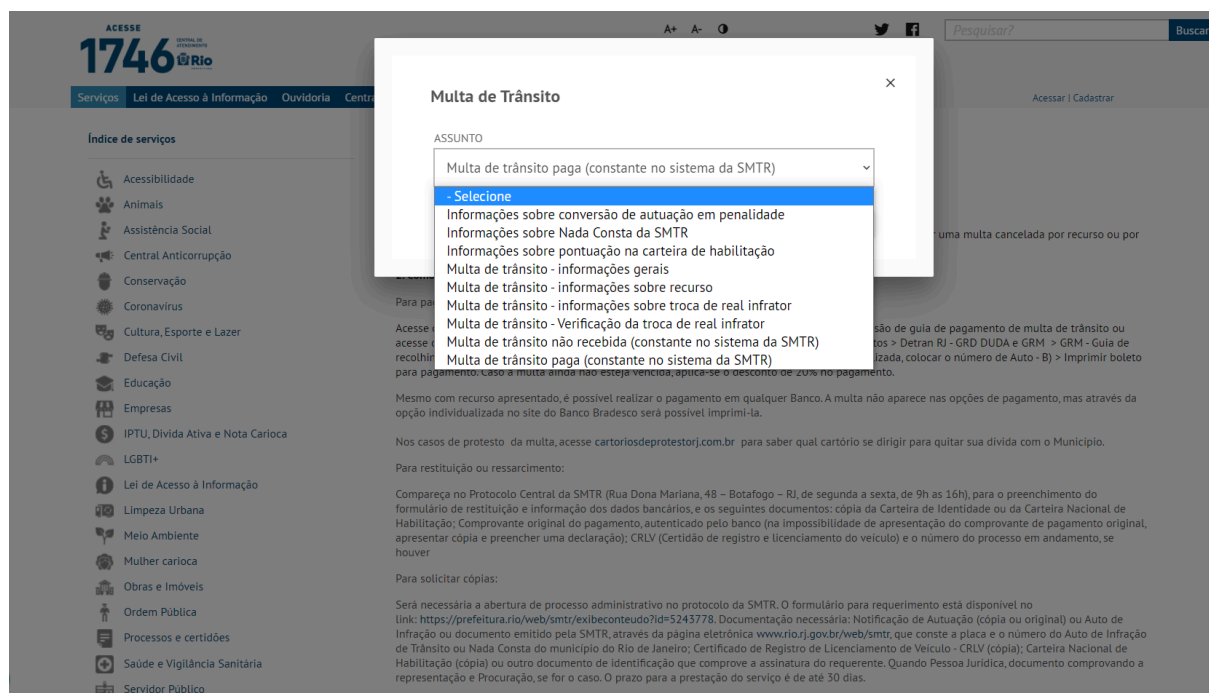 ACESSE
1746
CENTRAL DE
ATENDIMENTO
Rio
A+ A-
Pesquisar?
Buscar
Serviços Lei de Acesso à Informação Ouvidoria Centra
Acessar | Cadastrar
Índice de serviços
Acessibilidade
Animais
Assistência Social
Central Anticorrupção
Conservação
Coronavírus
Cultura, Esporte e Lazer
Defesa Civil
Educação
Empresas
IPTU, Dívida Ativa e Nota Carioca
LGBTI+
Lei de Acesso à Informação
Limpeza Urbana
Meio Ambiente
Mulher carioca
Obras e Imóveis
Ordem Pública
Processos e certidões
Saúde e Vigilância Sanitária
Servidor Público
Multa de Trânsito
×
ASSUNTO
Multa de trânsito paga (constante no sistema da SMTR)
- Selecione
Informações sobre conversão de autuação em penalidade
Informações sobre Nada Consta da SMTR
Informações sobre pontuação na carteira de habilitação
Multa de trânsito - informações gerais
Multa de trânsito - informações sobre recurso
Multa de trânsito - informações sobre troca de real infrator
Multa de trânsito - Verificação da troca de real infrator
Multa de trânsito não recebida (constante no sistema da SMTR)
Multa de trânsito paga (constante no sistema da SMTR)
uma multa cancelada por recurso ou por
Para pa
Acesse são de guia de pagamento de multa de trânsito ou
acesse tos > Detran RJ - GRD DUDA e GRM > GRM - Guia de
recolhin izada, colocar o número de Auto - B) > Imprimir boleto
para pagamento. Caso a multa ainda não esteja vencida, aplica-se o desconto de 20% no pagamento.
Mesmo com recurso apresentado, é possível realizar o pagamento em qualquer Banco. A multa não aparece nas opções de pagamento, mas através da
opção individualizada no site do Banco Bradesco será possível imprimi-la.
Nos casos de protesto da multa, acesse cartoriosdeprotestorj.com.br para saber qual cartório se dirigir para quitar sua dívida com o Município.
Para restituição ou ressarcimento:
Compareça no Protocolo Central da SMTR (Rua Dona Mariana, 48 – Botafogo – RJ, de segunda a sexta, de 9h as 16h), para o preenchimento do
formulário de restituição e informação dos dados bancários, e os seguintes documentos: cópia da Carteira de Identidade ou da Carteira Nacional de
Habilitação; Comprovante original do pagamento, autenticado pelo banco (na impossibilidade de apresentação do comprovante de pagamento original,
apresentar cópia e preencher uma declaração); CRLV (Certidão de registro e licenciamento do veículo) e o número do processo em andamento, se
houver
Para solicitar cópias:
Será necessária a abertura de processo administrativo no protocolo da SMTR. O formulário para requerimento está disponível no
link: https://prefeitura.rio/web/smtr/exibeconteudo?id=5243778. Documentação necessária: Notificação de Autuação (cópia ou original) ou Auto de
Infração ou documento emitido pela SMTR, através da página eletrônica www.rio.rj.gov.br/web/smtr, que conste a placa e o número do Auto de Infração
de Trânsito ou Nada Consta do município do Rio de Janeiro; Certificado de Registro de Licenciamento de Veículo - CRLV (cópia); Carteira Nacional de
Habilitação (cópia) ou outro documento de identificação que comprove a assinatura do requerente. Quando Pessoa Jurídica, documento comprovando a
representação e Procuração, se for o caso. O prazo para a prestação do serviço é de até 30 dias.